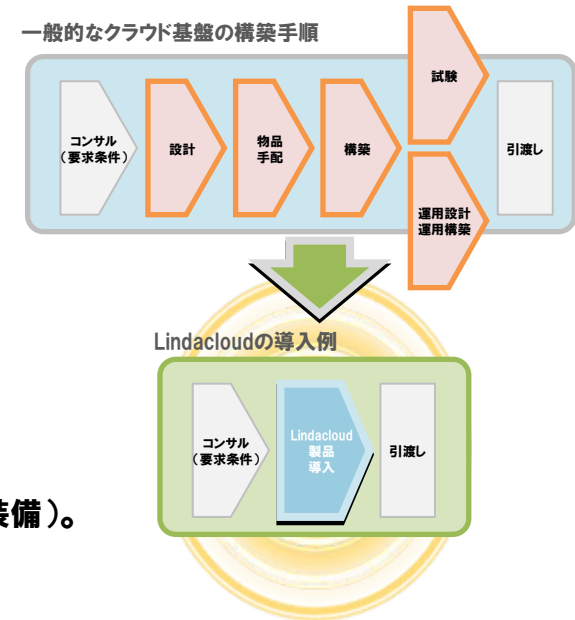 一般的なクラウド基盤の構築手順
コンサル
（要求条件）
設計
物品
手配
構築
試験
運用設計
運用構築
引渡し
Lindacloudの導入例
コンサル
（要求条件）
Lindacloud
製品
導入
引渡し
装備）。